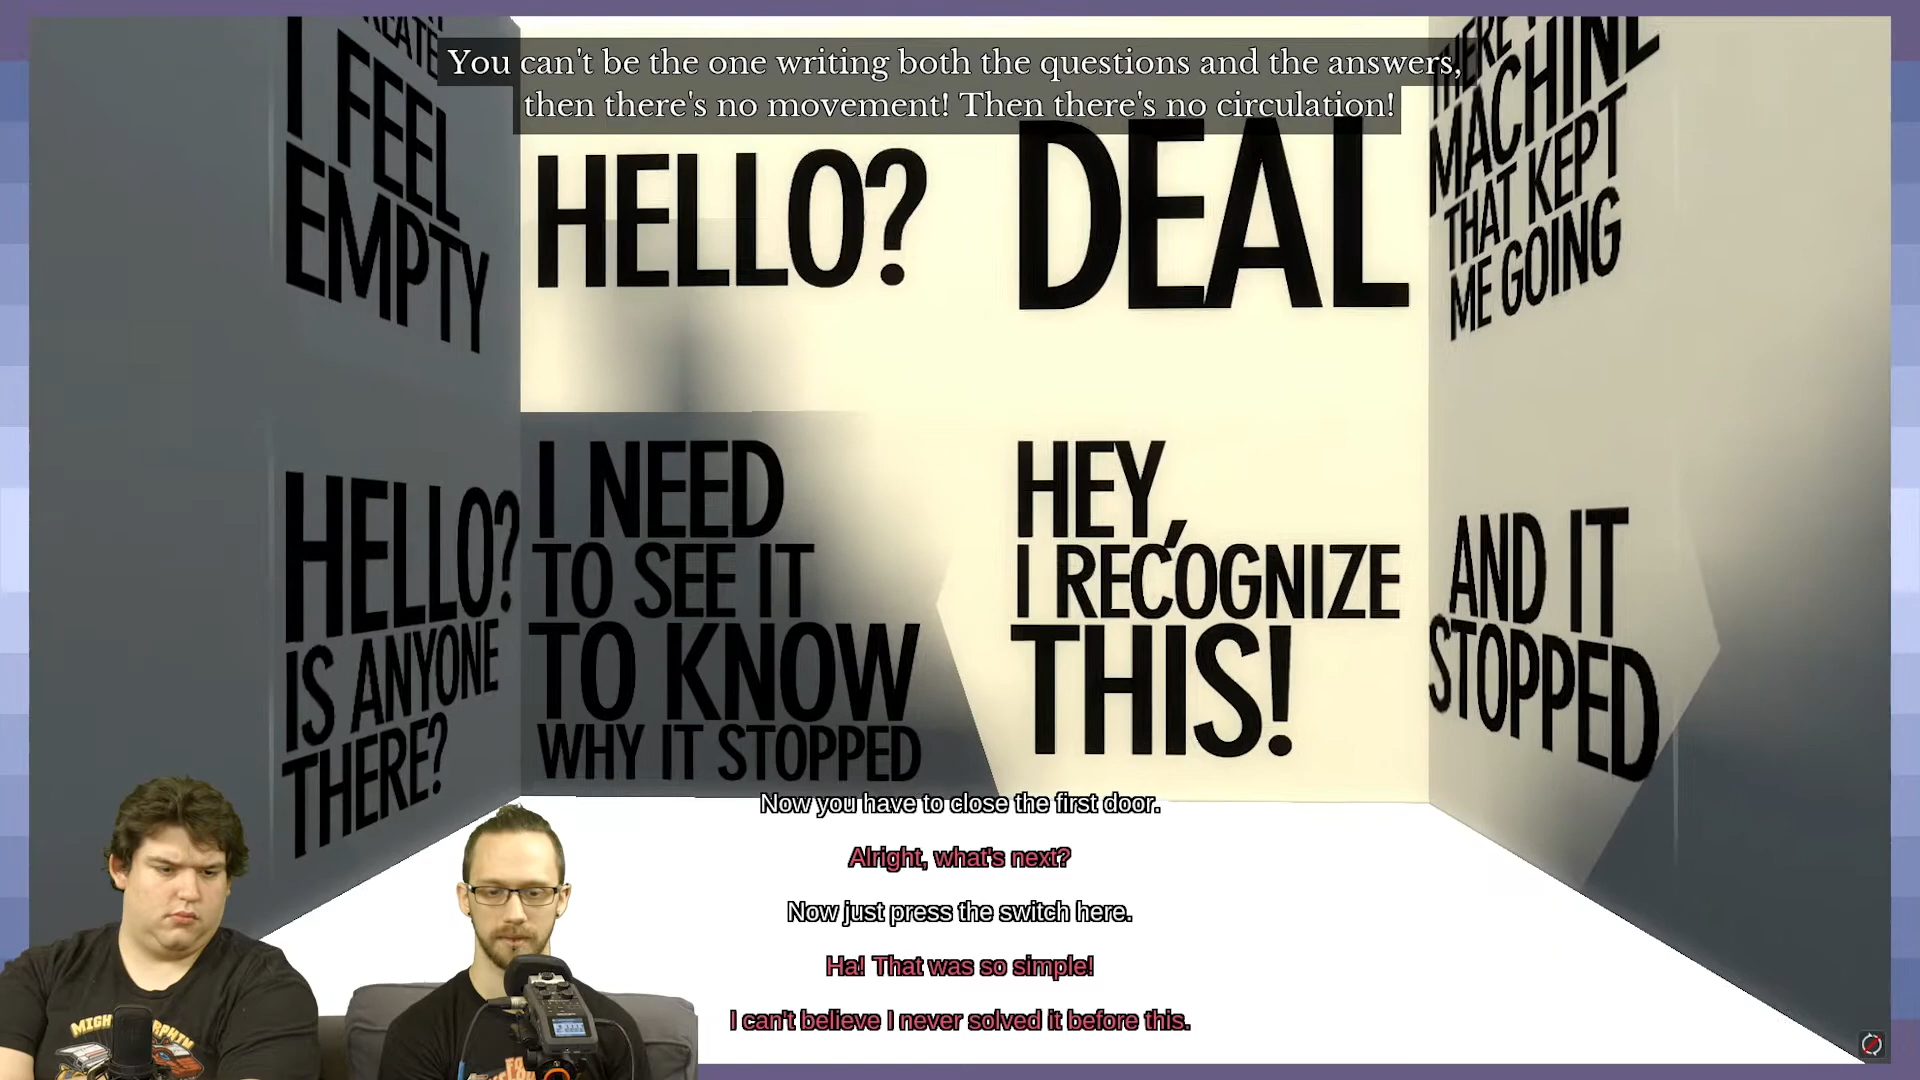 You can't be the one writing both the questions and the answers,
then there's no movement! Then there's no circulation!
I FEEL
EMPTY
HELLO?
IS ANYONE
THERE?
HELLO?
I NEED
TO SEE IT
TO KNOW
WHY IT STOPPED
DEAL
HEY,
I RECOGNIZE
THIS!
MACHINE
THAT KEPT
ME GOING
AND IT
STOPPED
Now you have to close the first door.
Alright, what's next?
Now just press the switch here.
Ha! That was so simple!
I can't believe I never solved it before this.